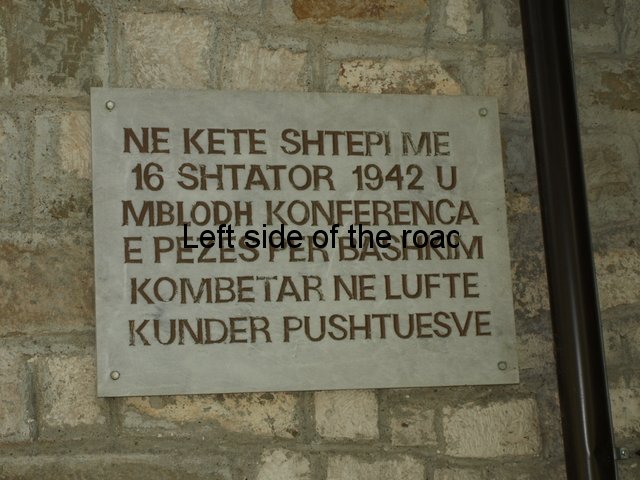 NE KETE SHTEPI ME
16 SHTATOR 1942 U
MBLODH KONFERENCA
E PEZES PER BASHKIM
Left side of the road
KOMBETAR NE LUFTE
KUNDER PUSHTUESVE